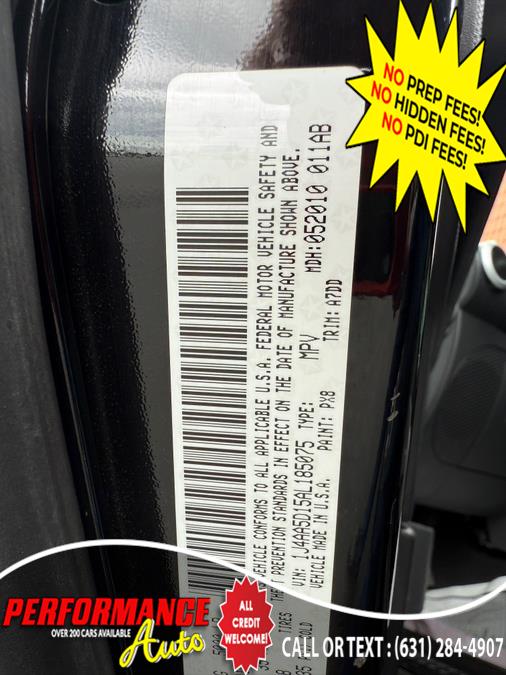 NO PREP FEES!
NO HIDDEN FEES!
NO PDI FEES!
VEHICLE CONFORMS TO ALL APPLICABLE U.S.A. FEDERAL MOTOR VEHICLE SAFETY AND
THEFT PREVENTION STANDARDS IN EFFECT ON THE DATE OF MANUFACTURE SHOWN ABOVE.
VIN: 1J4AA5D15AL185075 TYPE: MPV MDH: 052010 011AB
VEHICLE MADE IN U.S.A. PAINT: PX8 TRIM: A7DD
TIRES
PERFORMANCE
OVER 200 CARS AVAILABLE
Auto
ALL
CREDIT
WELCOME!
CALL OR TEXT : (631) 284-4907